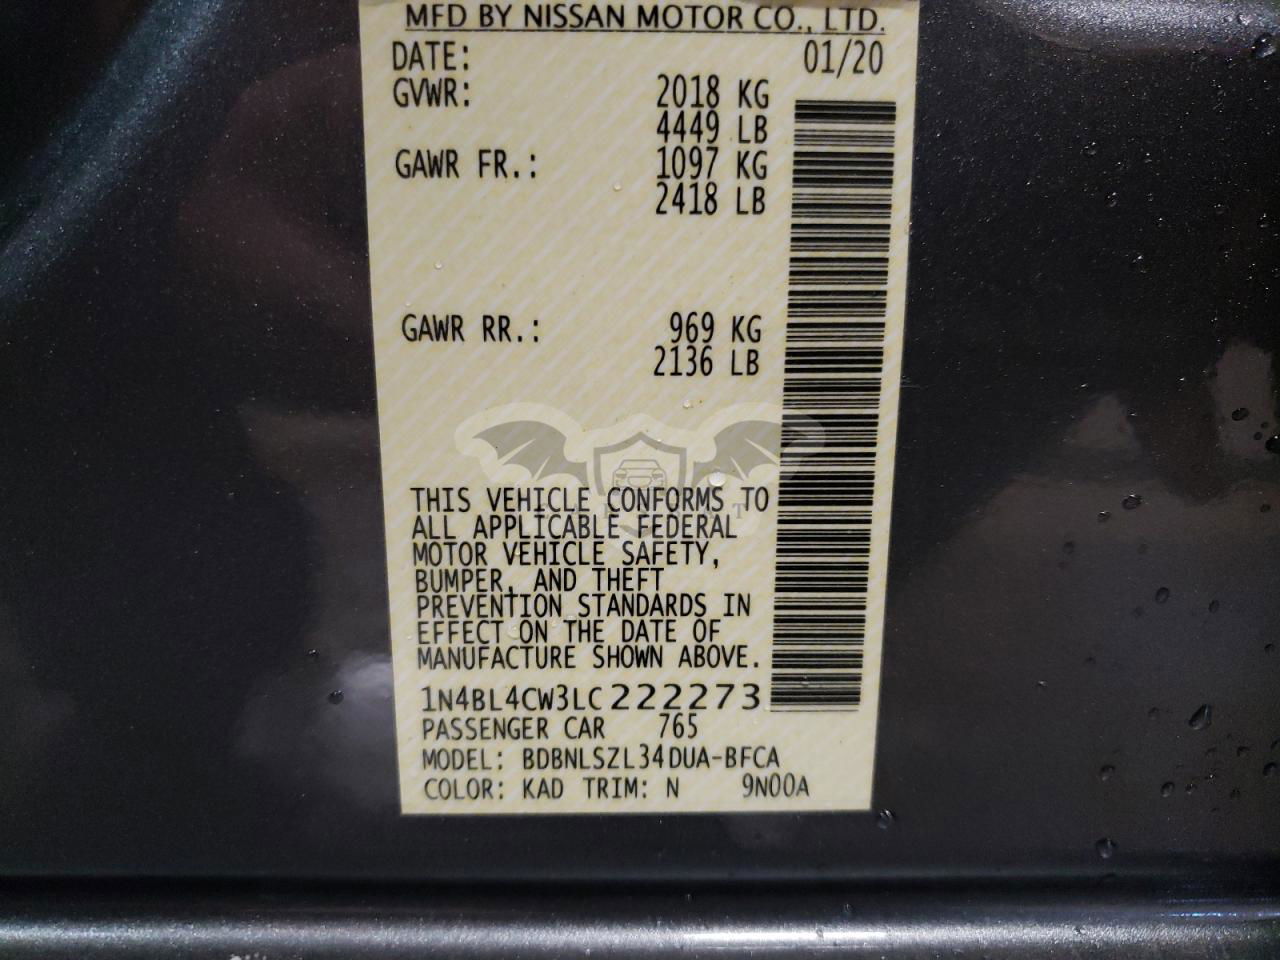 MFD BY NISSAN MOTOR CO., LTD.
DATE: 01/20
GVWR: 2018 KG
4449 LB
GAWR FR.: 1097 KG
2418 LB
GAWR RR.: 969 KG
2136 LB
THIS VEHICLE CONFORMS TO
ALL APPLICABLE FEDERAL
MOTOR VEHICLE SAFETY,
BUMPER, AND THEFT
PREVENTION STANDARDS IN
EFFECT ON THE DATE OF
MANUFACTURE SHOWN ABOVE.
1N4BL4CW3LC222273
PASSENGER CAR 765
MODEL: BDBNLSZL34DUA-BFCA
COLOR: KAD TRIM: N 9N00A